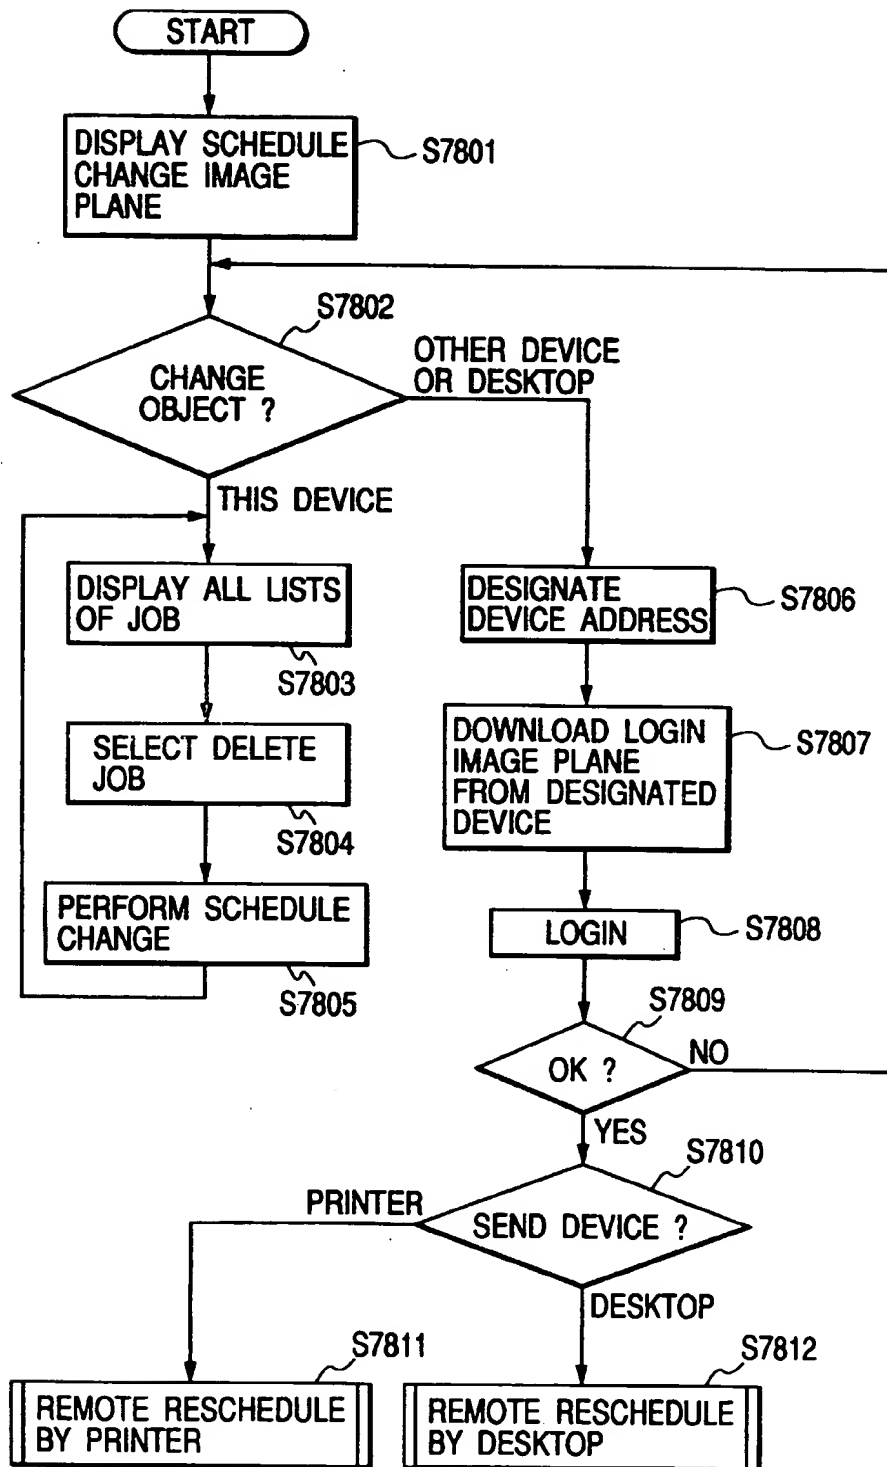 START
DISPLAY SCHEDULE
CHANGE IMAGE
PLANE
S7801
S7802
CHANGE
OBJECT ?
OTHER DEVICE
OR DESKTOP
THIS DEVICE
DISPLAY ALL LISTS
OF JOB
S7803
SELECT DELETE
JOB
S7804
PERFORM SCHEDULE
CHANGE
S7805
DESIGNATE
DEVICE ADDRESS
S7806
DOWNLOAD LOGIN
IMAGE PLANE
FROM DESIGNATED
DEVICE
S7807
LOGIN
S7808
S7809
OK ?
NO
YES
S7810
SEND DEVICE ?
PRINTER
DESKTOP
S7811
REMOTE RESCHEDULE
BY PRINTER
S7812
REMOTE RESCHEDULE
BY DESKTOP